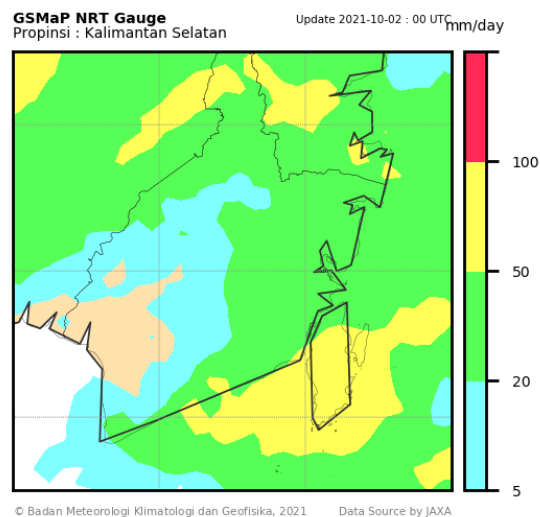 GSMaP NRT Gauge
Update 2021-10-02 : 00 UTC
Propinsi : Kalimantan Selatan
mm/day
100
50
20
5
© Badan Meteorologi Klimatologi dan Geofisika, 2021
Data Source by JAXA